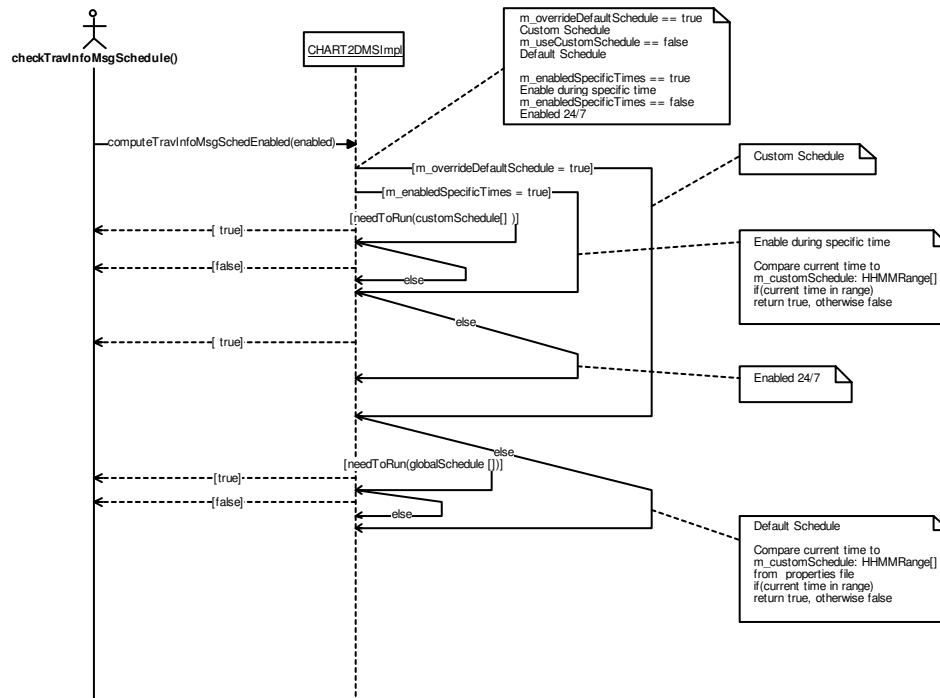 checkTravInfoMsgSchedule()
CHART2DMSImpl
m_overrideDefaultSchedule == true
Custom Schedule
m_useCustomSchedule == false
Default Schedule
m_enabledSpecificTimes == true
Enable during specific time
m_enabledSpecificTimes == false
Enabled 24/7
computeTravInfoMsgSchedEnabled(enabled)
Custom Schedule
[m_overrideDefaultSchedule = true]
[m_enabledSpecificTimes = true]
[needToRun(customSchedule[] )]
[ true]
[false]
else
Enable during specific time
Compare current time to
m_customSchedule: HHMMRange[]
if(current time in range)
return true, otherwise false
else
[ true]
Enabled 24/7
else
[needToRun(globalSchedule [])]
[true]
[false]
else
Default Schedule
Compare current time to
m_customSchedule: HHMMRange[]
from properties file
if(current time in range)
return true, otherwise false